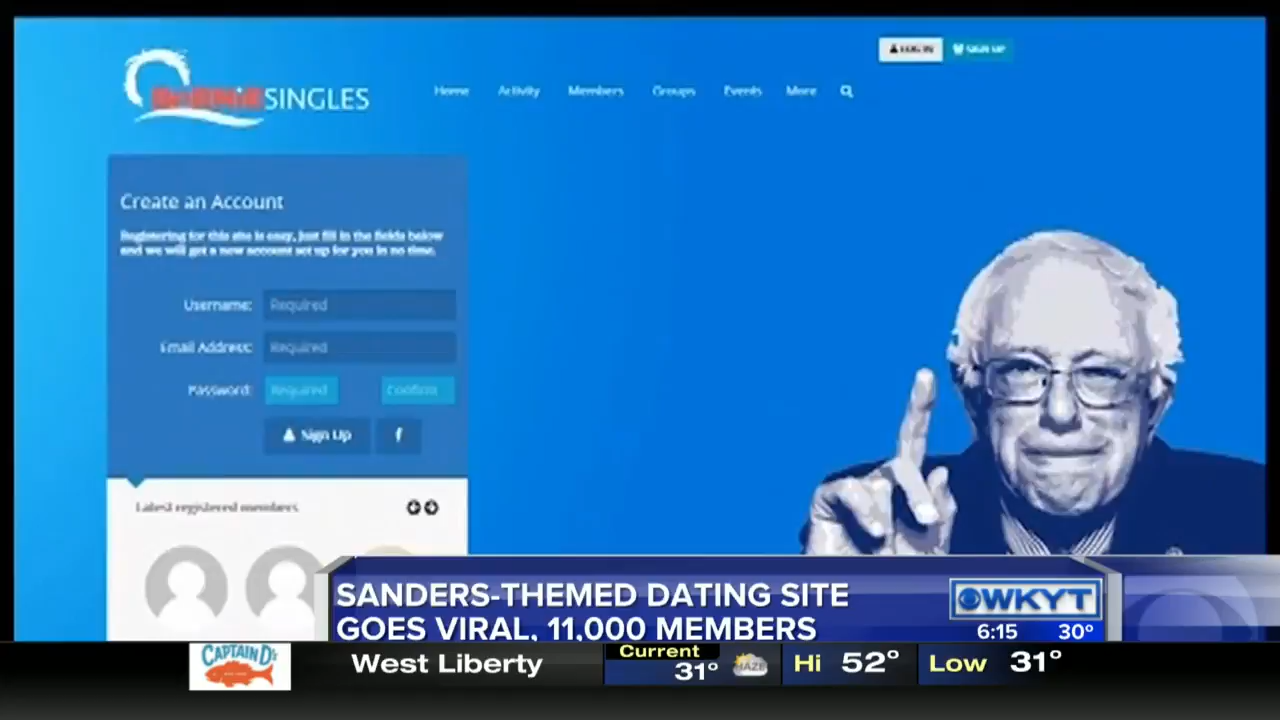 LOG IN SIGN UP
BernieSINGLES
Home Activity Members Groups Events More
Create an Account
Registering for this site is easy, just fill in the fields below
and we will get a new account set up for you in no time.
Username: Required
Email Address: Required
Password: Required Confirm
Sign Up f
Latest registered members
SANDERS-THEMED DATING SITE
GOES VIRAL, 11,000 MEMBERS
WKYT
6:15 30°
CAPTAIN D's
West Liberty
Current
31°
HAZE
Hi 52°
Low 31°